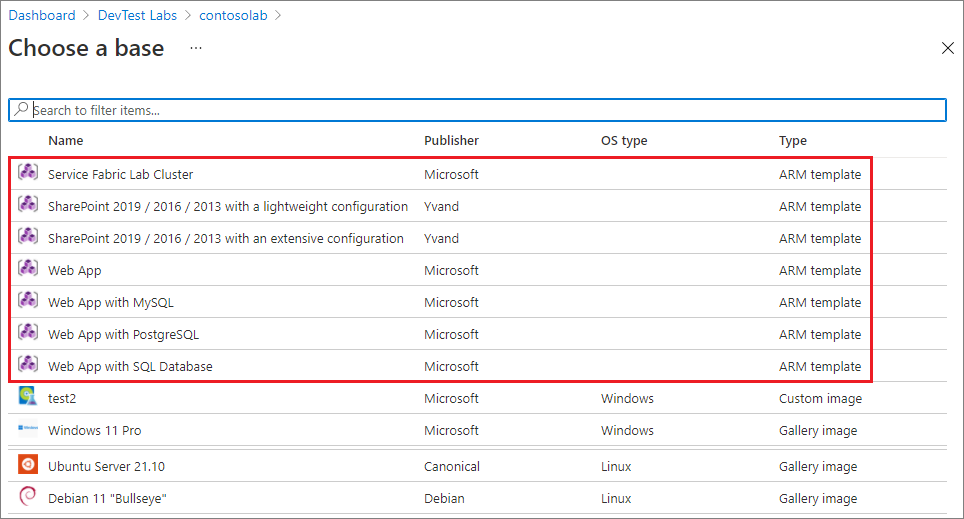 Dashboard > DevTest Labs > contosolab >
Choose a base ...
Search to filter items...
Name Publisher OS type Type
Service Fabric Lab Cluster Microsoft ARM template
SharePoint 2019 / 2016 / 2013 with a lightweight configuration Yvand ARM template
SharePoint 2019 / 2016 / 2013 with an extensive configuration Yvand ARM template
Web App Microsoft ARM template
Web App with MySQL Microsoft ARM template
Web App with PostgreSQL Microsoft ARM template
Web App with SQL Database Microsoft ARM template
test2 Microsoft Windows Custom image
Windows 11 Pro Microsoft Windows Gallery image
Ubuntu Server 21.10 Canonical Linux Gallery image
Debian 11 "Bullseye" Debian Linux Gallery image